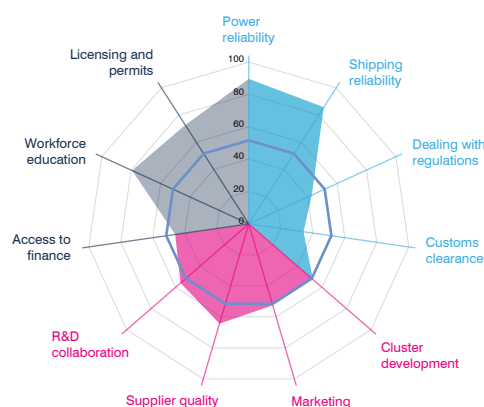 Power
reliability
Licensing and
permits
Shipping
reliability
100
80
60
40
20
0
Workforce
education
Dealing with
regulations
Access to
finance
Customs
clearance
R&D
collaboration
Cluster
development
Supplier quality
Marketing